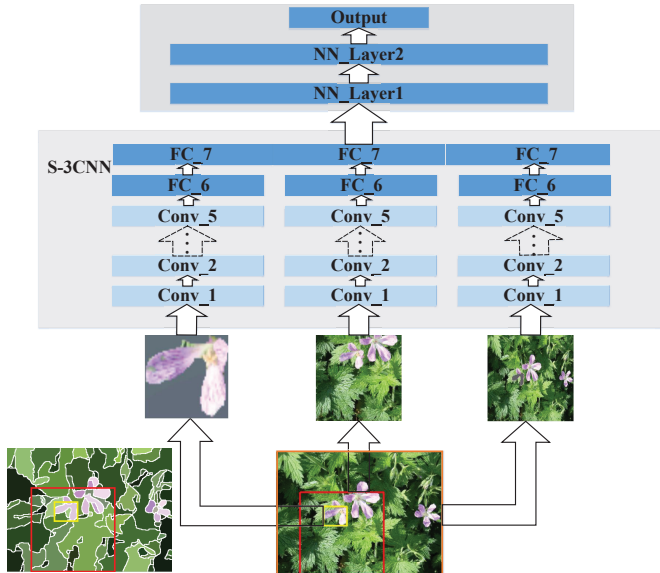 Output
NN_Layer2
NN_Layer1
S-3CNN
FC_7 FC_7 FC_7
FC_6 FC_6 FC_6
Conv_5 Conv_5 Conv_5
Conv_2 Conv_2 Conv_2
Conv_1 Conv_1 Conv_1